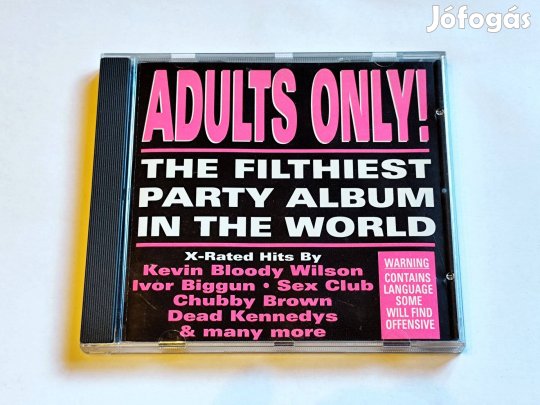 Jófogás
ADULTS ONLY!
THE FILTHIEST
PARTY ALBUM
IN THE WORLD
X-Rated Hits By
Kevin Bloody Wilson
Ivor Biggun • Sex Club
Chubby Brown
Dead Kennedys
& many more
WARNING
CONTAINS
LANGUAGE
SOME
WILL FIND
OFFENSIVE